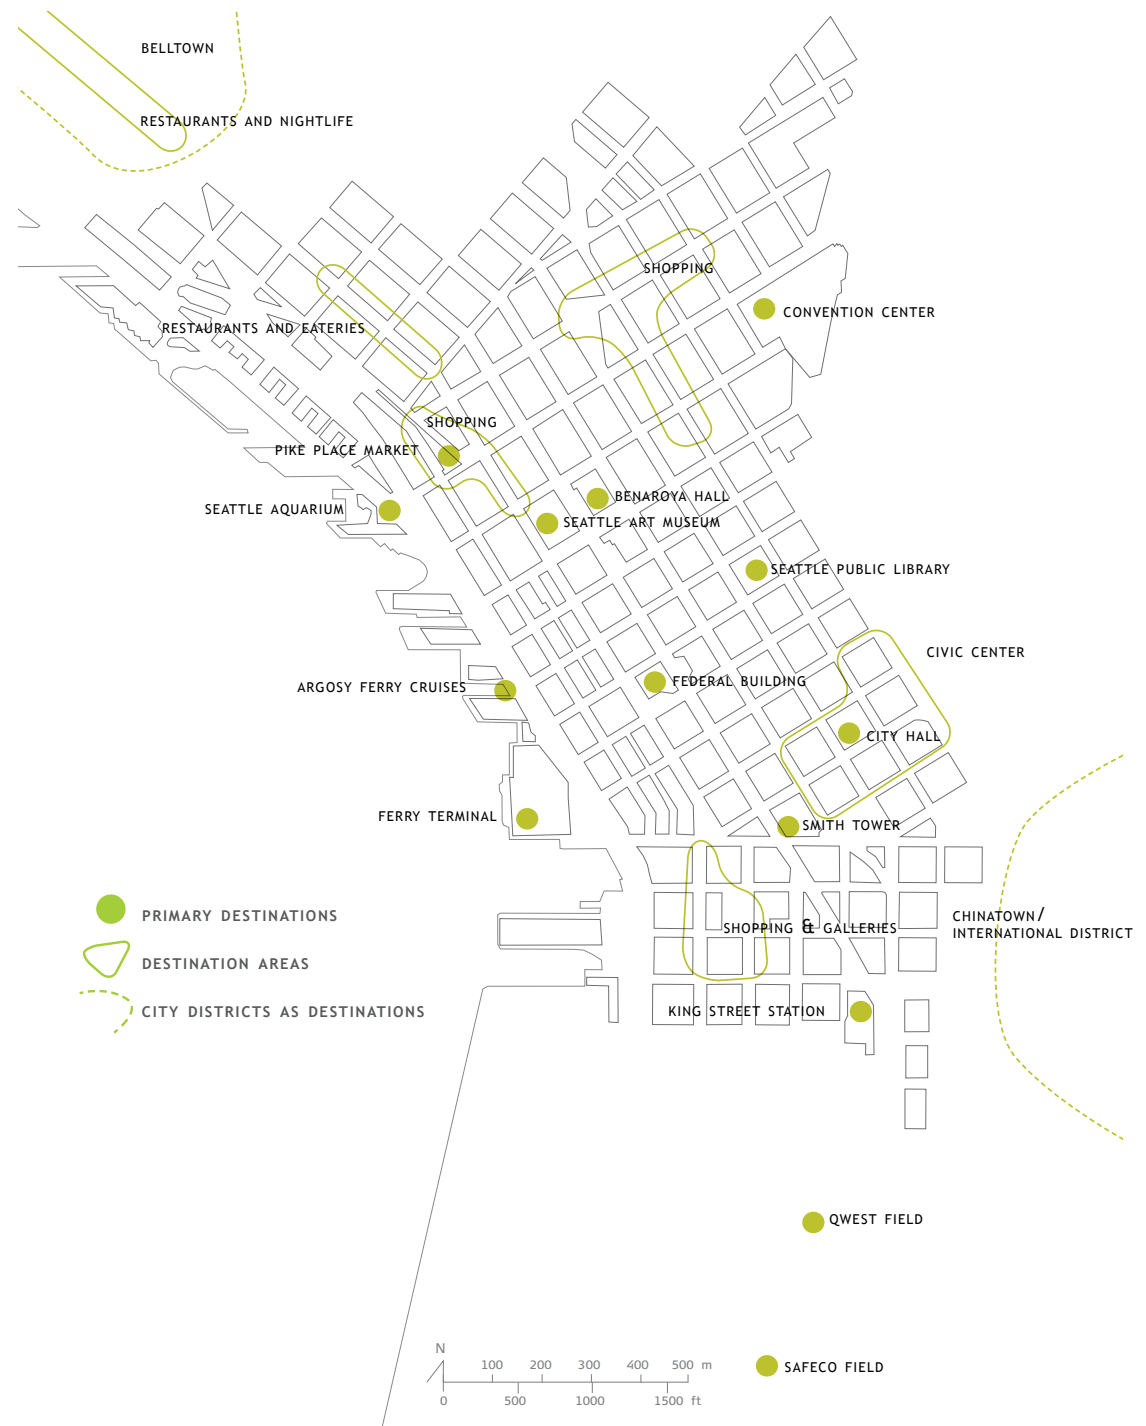 BELLTOWN
RESTAURANTS AND NIGHTLIFE
SHOPPING
CONVENTION CENTER
RESTAURANTS AND EATERIES
SHOPPING
PIKE PLACE MARKET
SEATTLE AQUARIUM
BENAROYA HALL
SEATTLE ART MUSEUM
SEATTLE PUBLIC LIBRARY
CIVIC CENTER
ARGOSY FERRY CRUISES
FEDERAL BUILDING
CITY HALL
FERRY TERMINAL
SMITH TOWER
PRIMARY DESTINATIONS
DESTINATION AREAS
CITY DISTRICTS AS DESTINATIONS
SHOPPING & GALLERIES
CHINATOWN/
INTERNATIONAL DISTRICT
KING STREET STATION
QWEST FIELD
SAFECO FIELD
N
100 200 300 400 500 m
0 500 1000 1500 ft